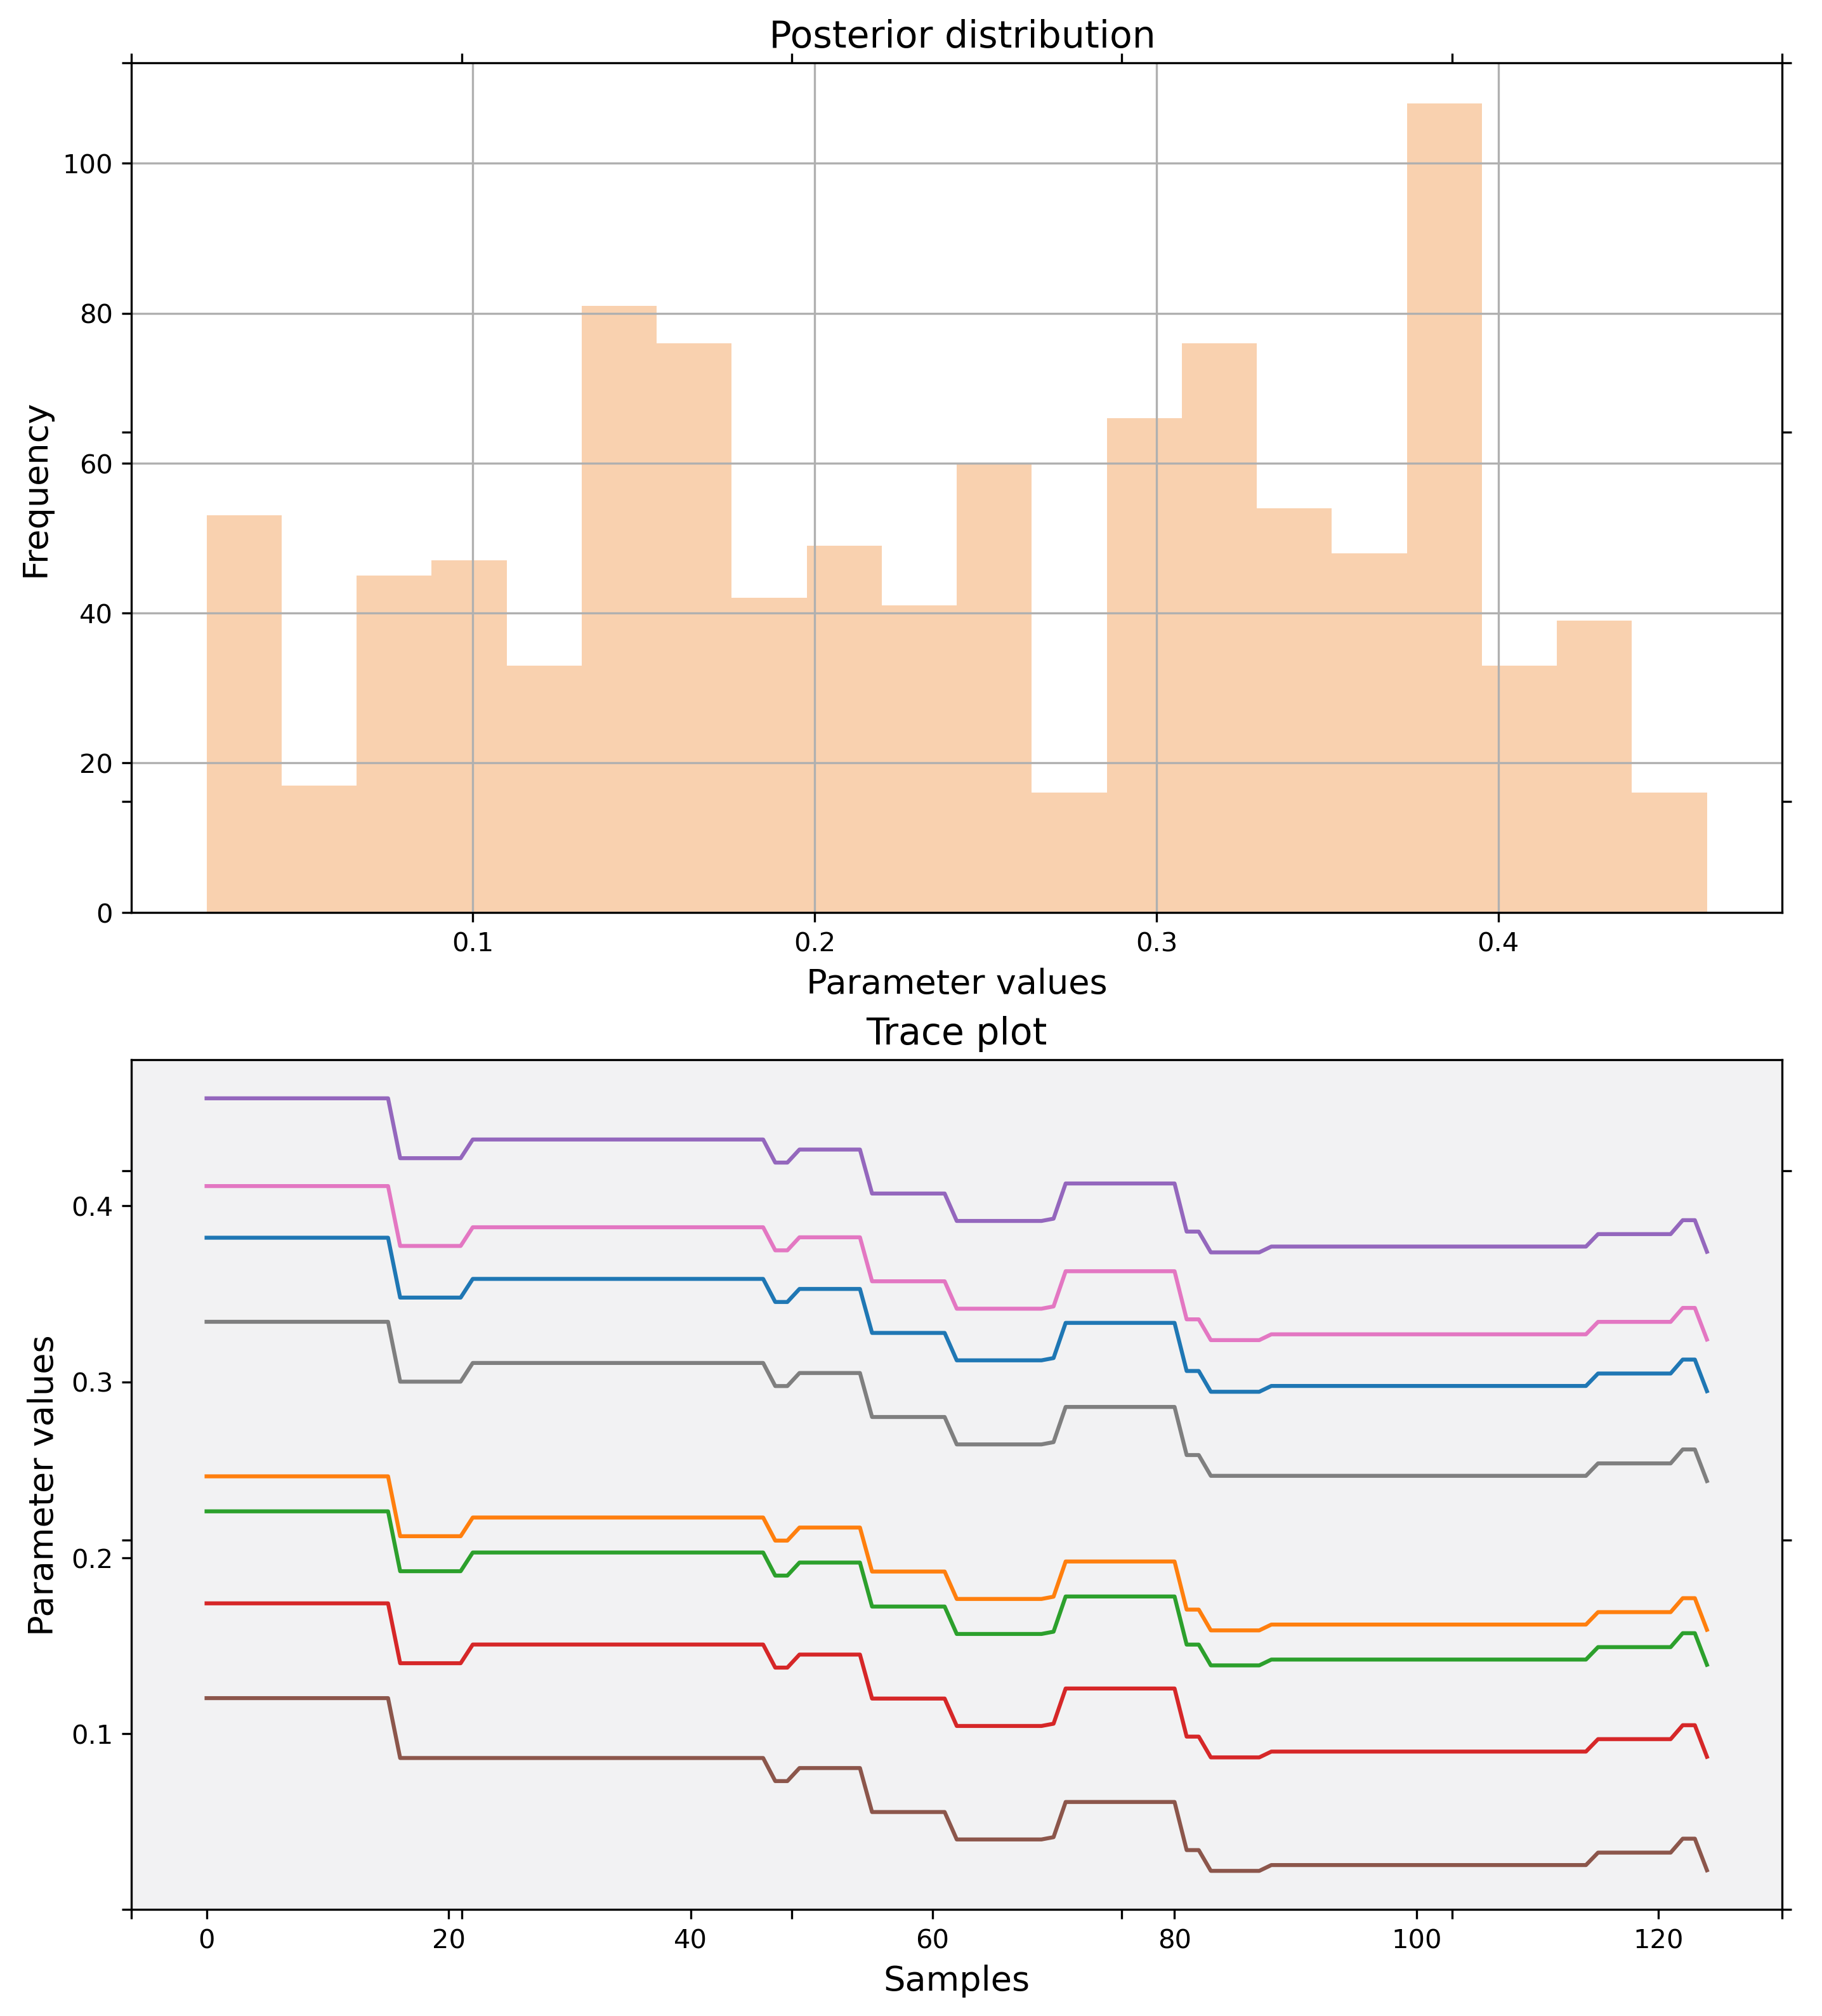 Posterior distribution
Frequency
100
80
60
40
20
0
0.1 0.2 0.3 0.4
Parameter values
Trace plot
Parameter values
0.4
0.3
0.2
0.1
0 20 40 60 80 100 120
Samples